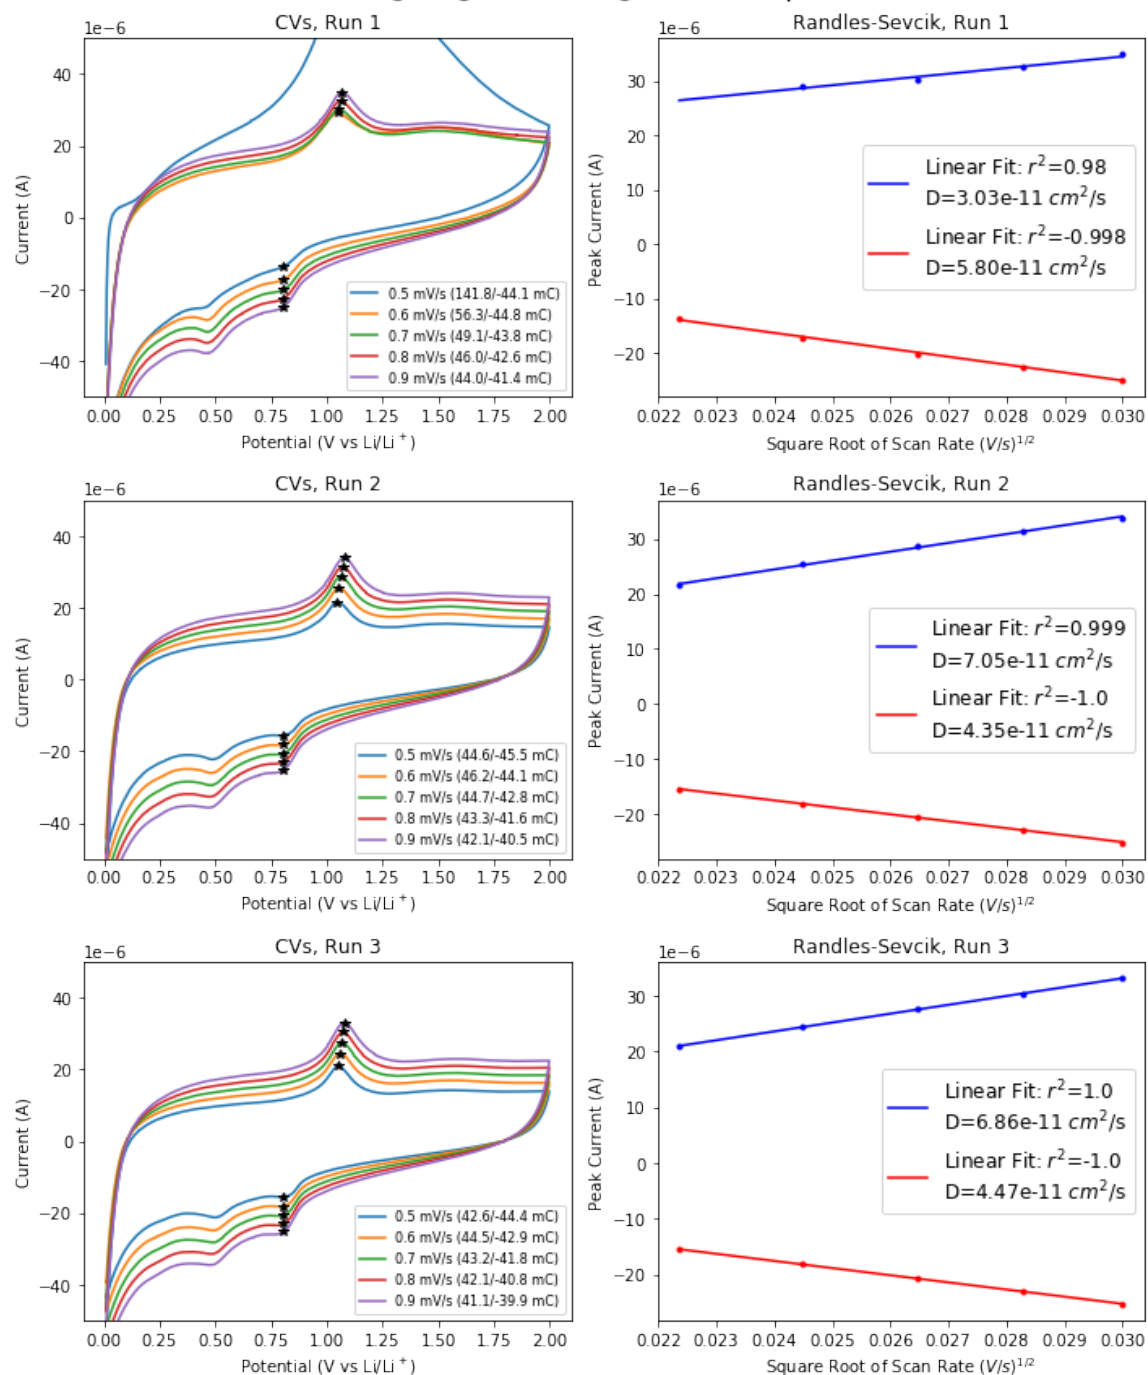 CVs, Run 1
1e−6
Current (A)
40
20
0
−20
−40
0.5 mV/s (141.8/-44.1 mC)
0.6 mV/s (56.3/-44.8 mC)
0.7 mV/s (49.1/-43.8 mC)
0.8 mV/s (46.0/-42.6 mC)
0.9 mV/s (44.0/-41.4 mC)
0.00 0.25 0.50 0.75 1.00 1.25 1.50 1.75 2.00
Potential (V vs Li/Li⁺)
Randles-Sevcik, Run 1
1e−6
Peak Current (A)
30
20
10
0
−10
−20
Linear Fit: r²=0.98
D=3.03e-11 cm²/s
Linear Fit: r²=-0.998
D=5.80e-11 cm²/s
0.022 0.023 0.024 0.025 0.026 0.027 0.028 0.029 0.030
Square Root of Scan Rate (V/s)^1/2
CVs, Run 2
1e−6
Current (A)
40
20
0
−20
−40
0.5 mV/s (44.6/-45.5 mC)
0.6 mV/s (46.2/-44.1 mC)
0.7 mV/s (44.7/-42.8 mC)
0.8 mV/s (43.3/-41.6 mC)
0.9 mV/s (42.1/-40.5 mC)
0.00 0.25 0.50 0.75 1.00 1.25 1.50 1.75 2.00
Potential (V vs Li/Li⁺)
Randles-Sevcik, Run 2
1e−6
Peak Current (A)
30
20
10
0
−10
−20
Linear Fit: r²=0.999
D=7.05e-11 cm²/s
Linear Fit: r²=-1.0
D=4.35e-11 cm²/s
0.022 0.023 0.024 0.025 0.026 0.027 0.028 0.029 0.030
Square Root of Scan Rate (V/s)^1/2
CVs, Run 3
1e−6
Current (A)
40
20
0
−20
−40
0.5 mV/s (42.6/-44.4 mC)
0.6 mV/s (44.5/-42.9 mC)
0.7 mV/s (43.2/-41.8 mC)
0.8 mV/s (42.1/-40.8 mC)
0.9 mV/s (41.1/-39.9 mC)
0.00 0.25 0.50 0.75 1.00 1.25 1.50 1.75 2.00
Potential (V vs Li/Li⁺)
Randles-Sevcik, Run 3
1e−6
Peak Current (A)
30
20
10
0
−10
−20
Linear Fit: r²=1.0
D=6.86e-11 cm²/s
Linear Fit: r²=-1.0
D=4.47e-11 cm²/s
0.022 0.023 0.024 0.025 0.026 0.027 0.028 0.029 0.030
Square Root of Scan Rate (V/s)^1/2